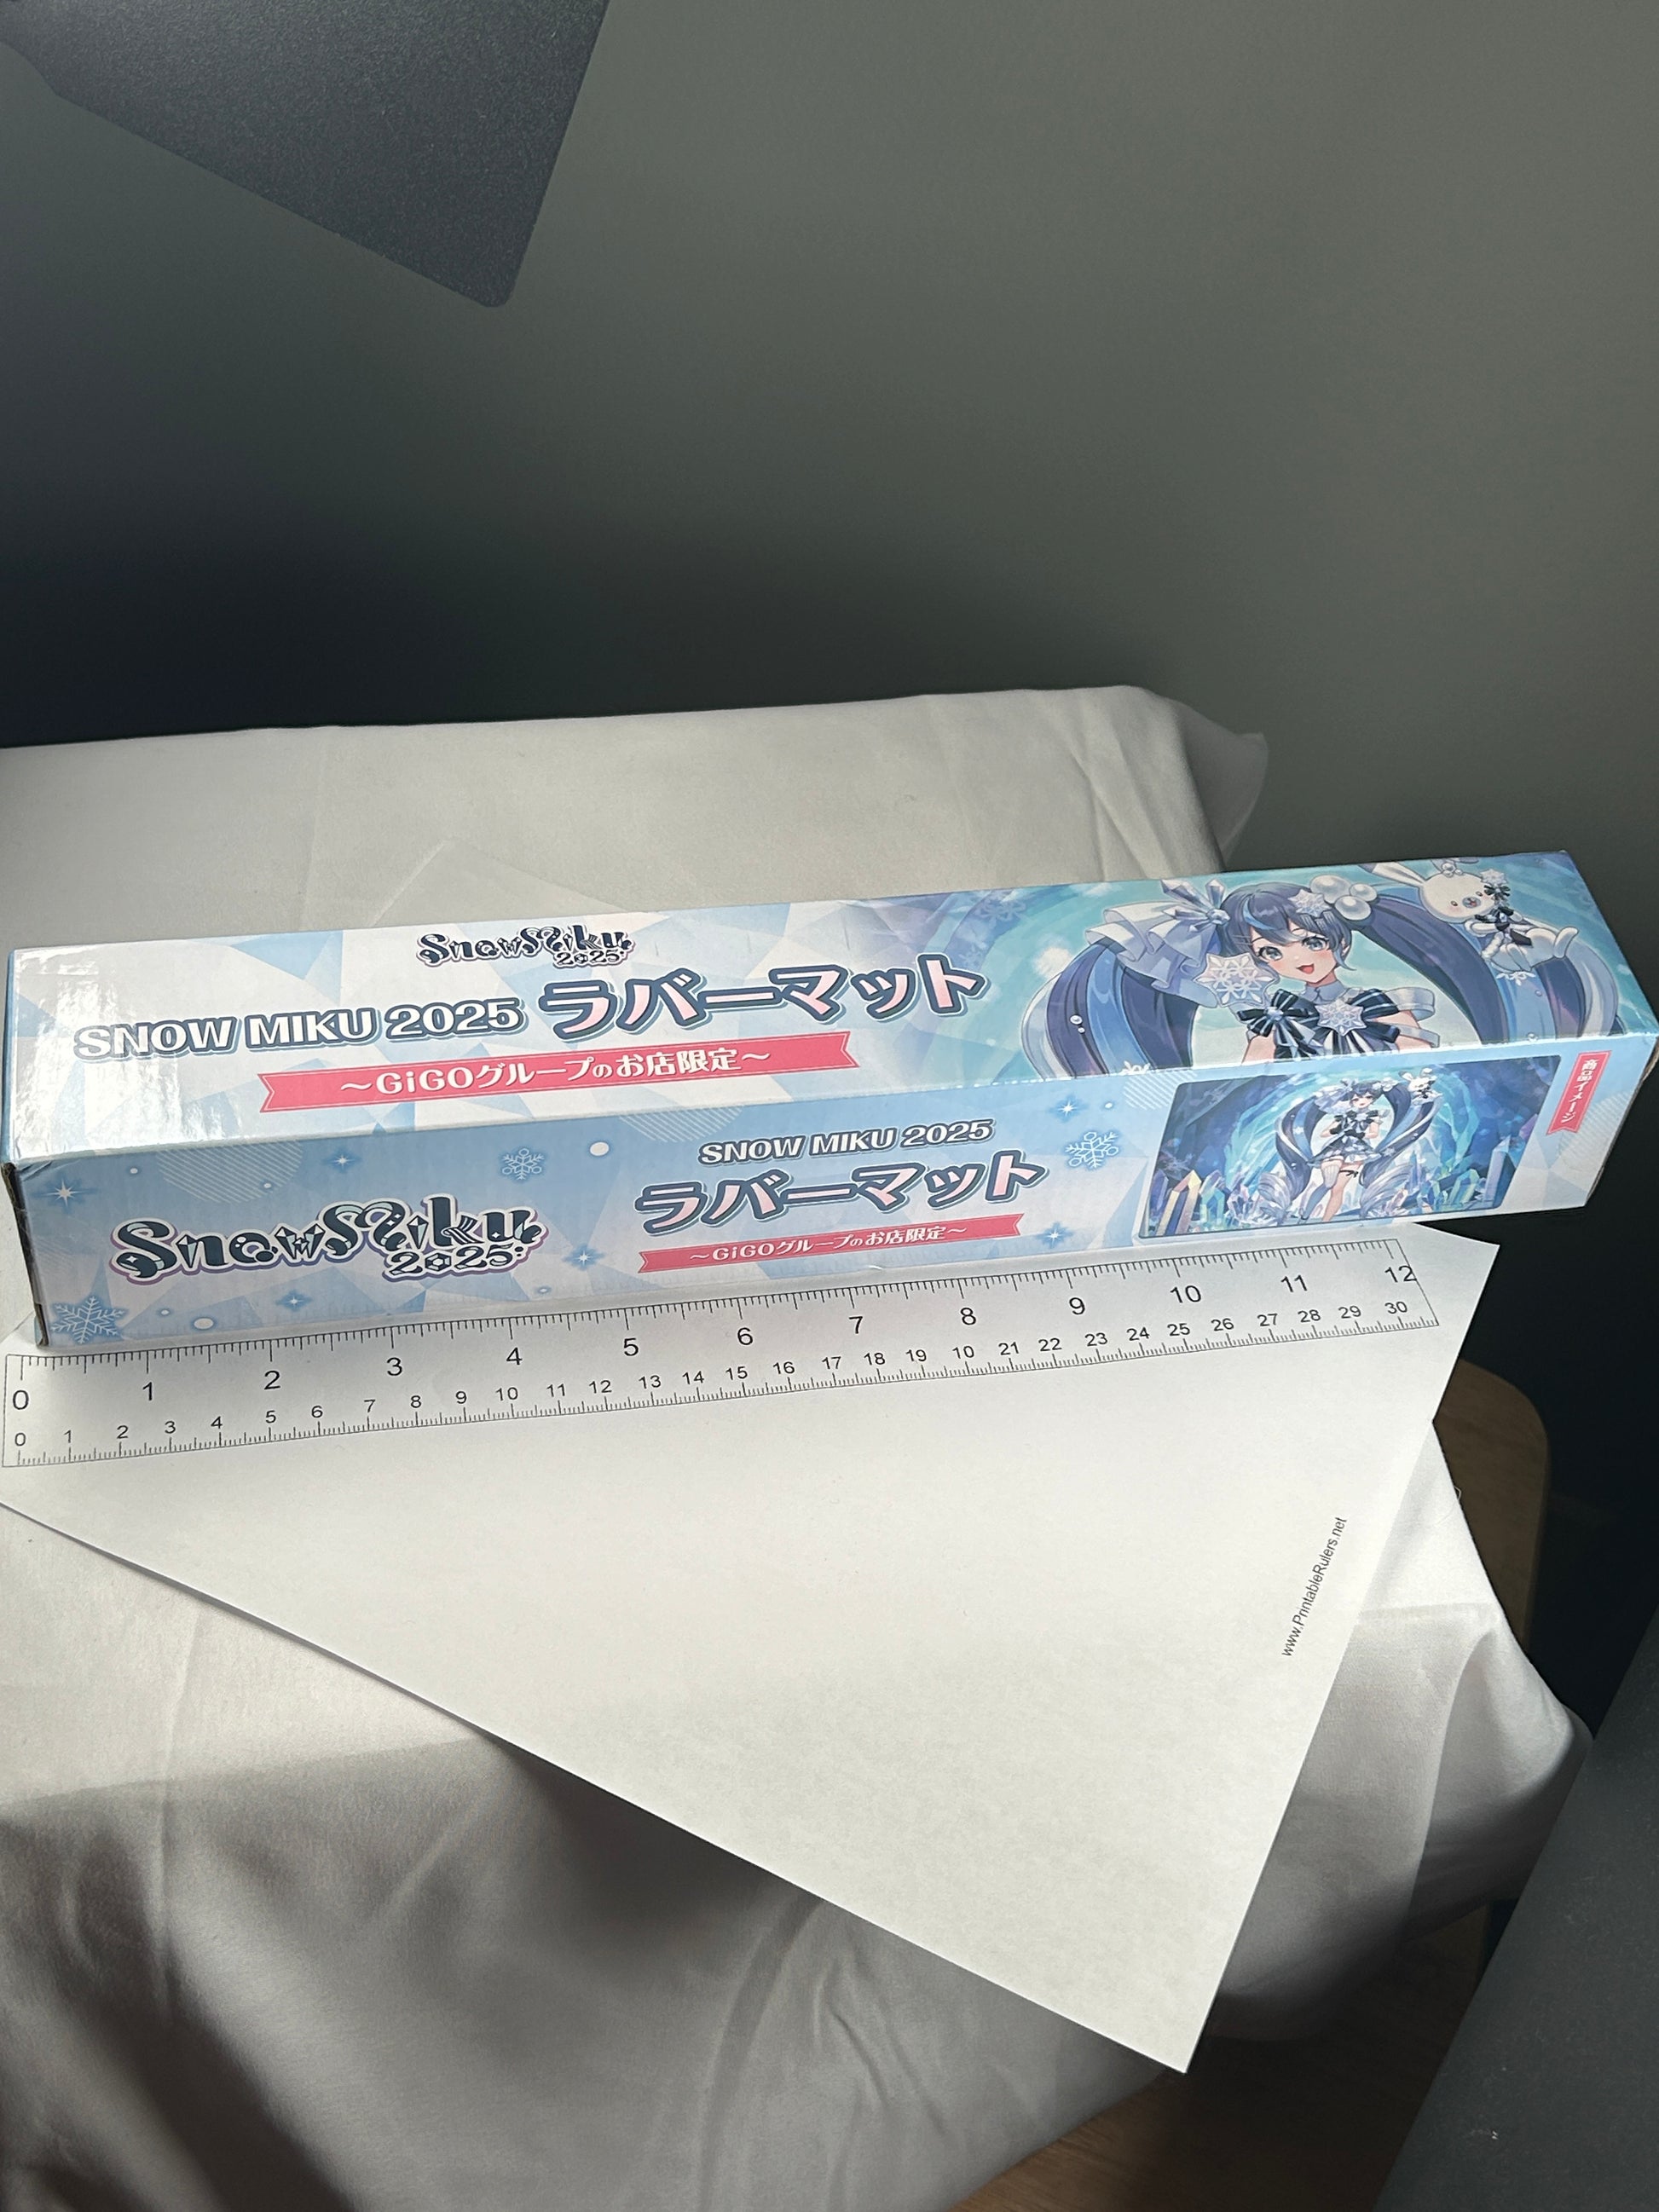 SnowMiku
2025
SNOW MIKU 2025 ラバーマット
～GiGOグループのお店限定～
SnowMiku
2025
SNOW MIKU 2025
ラバーマット
～GiGOグループのお店限定～
商品イメージ
0 1 2 3 4 5 6 7 8 9 10 11 12
0 1 2 3 4 5 6 7 8 9 10 11 12 13 14 15 16 17 18 19 10 21 22 23 24 25 26 27 28 29 30
www.PrintableRulers.net